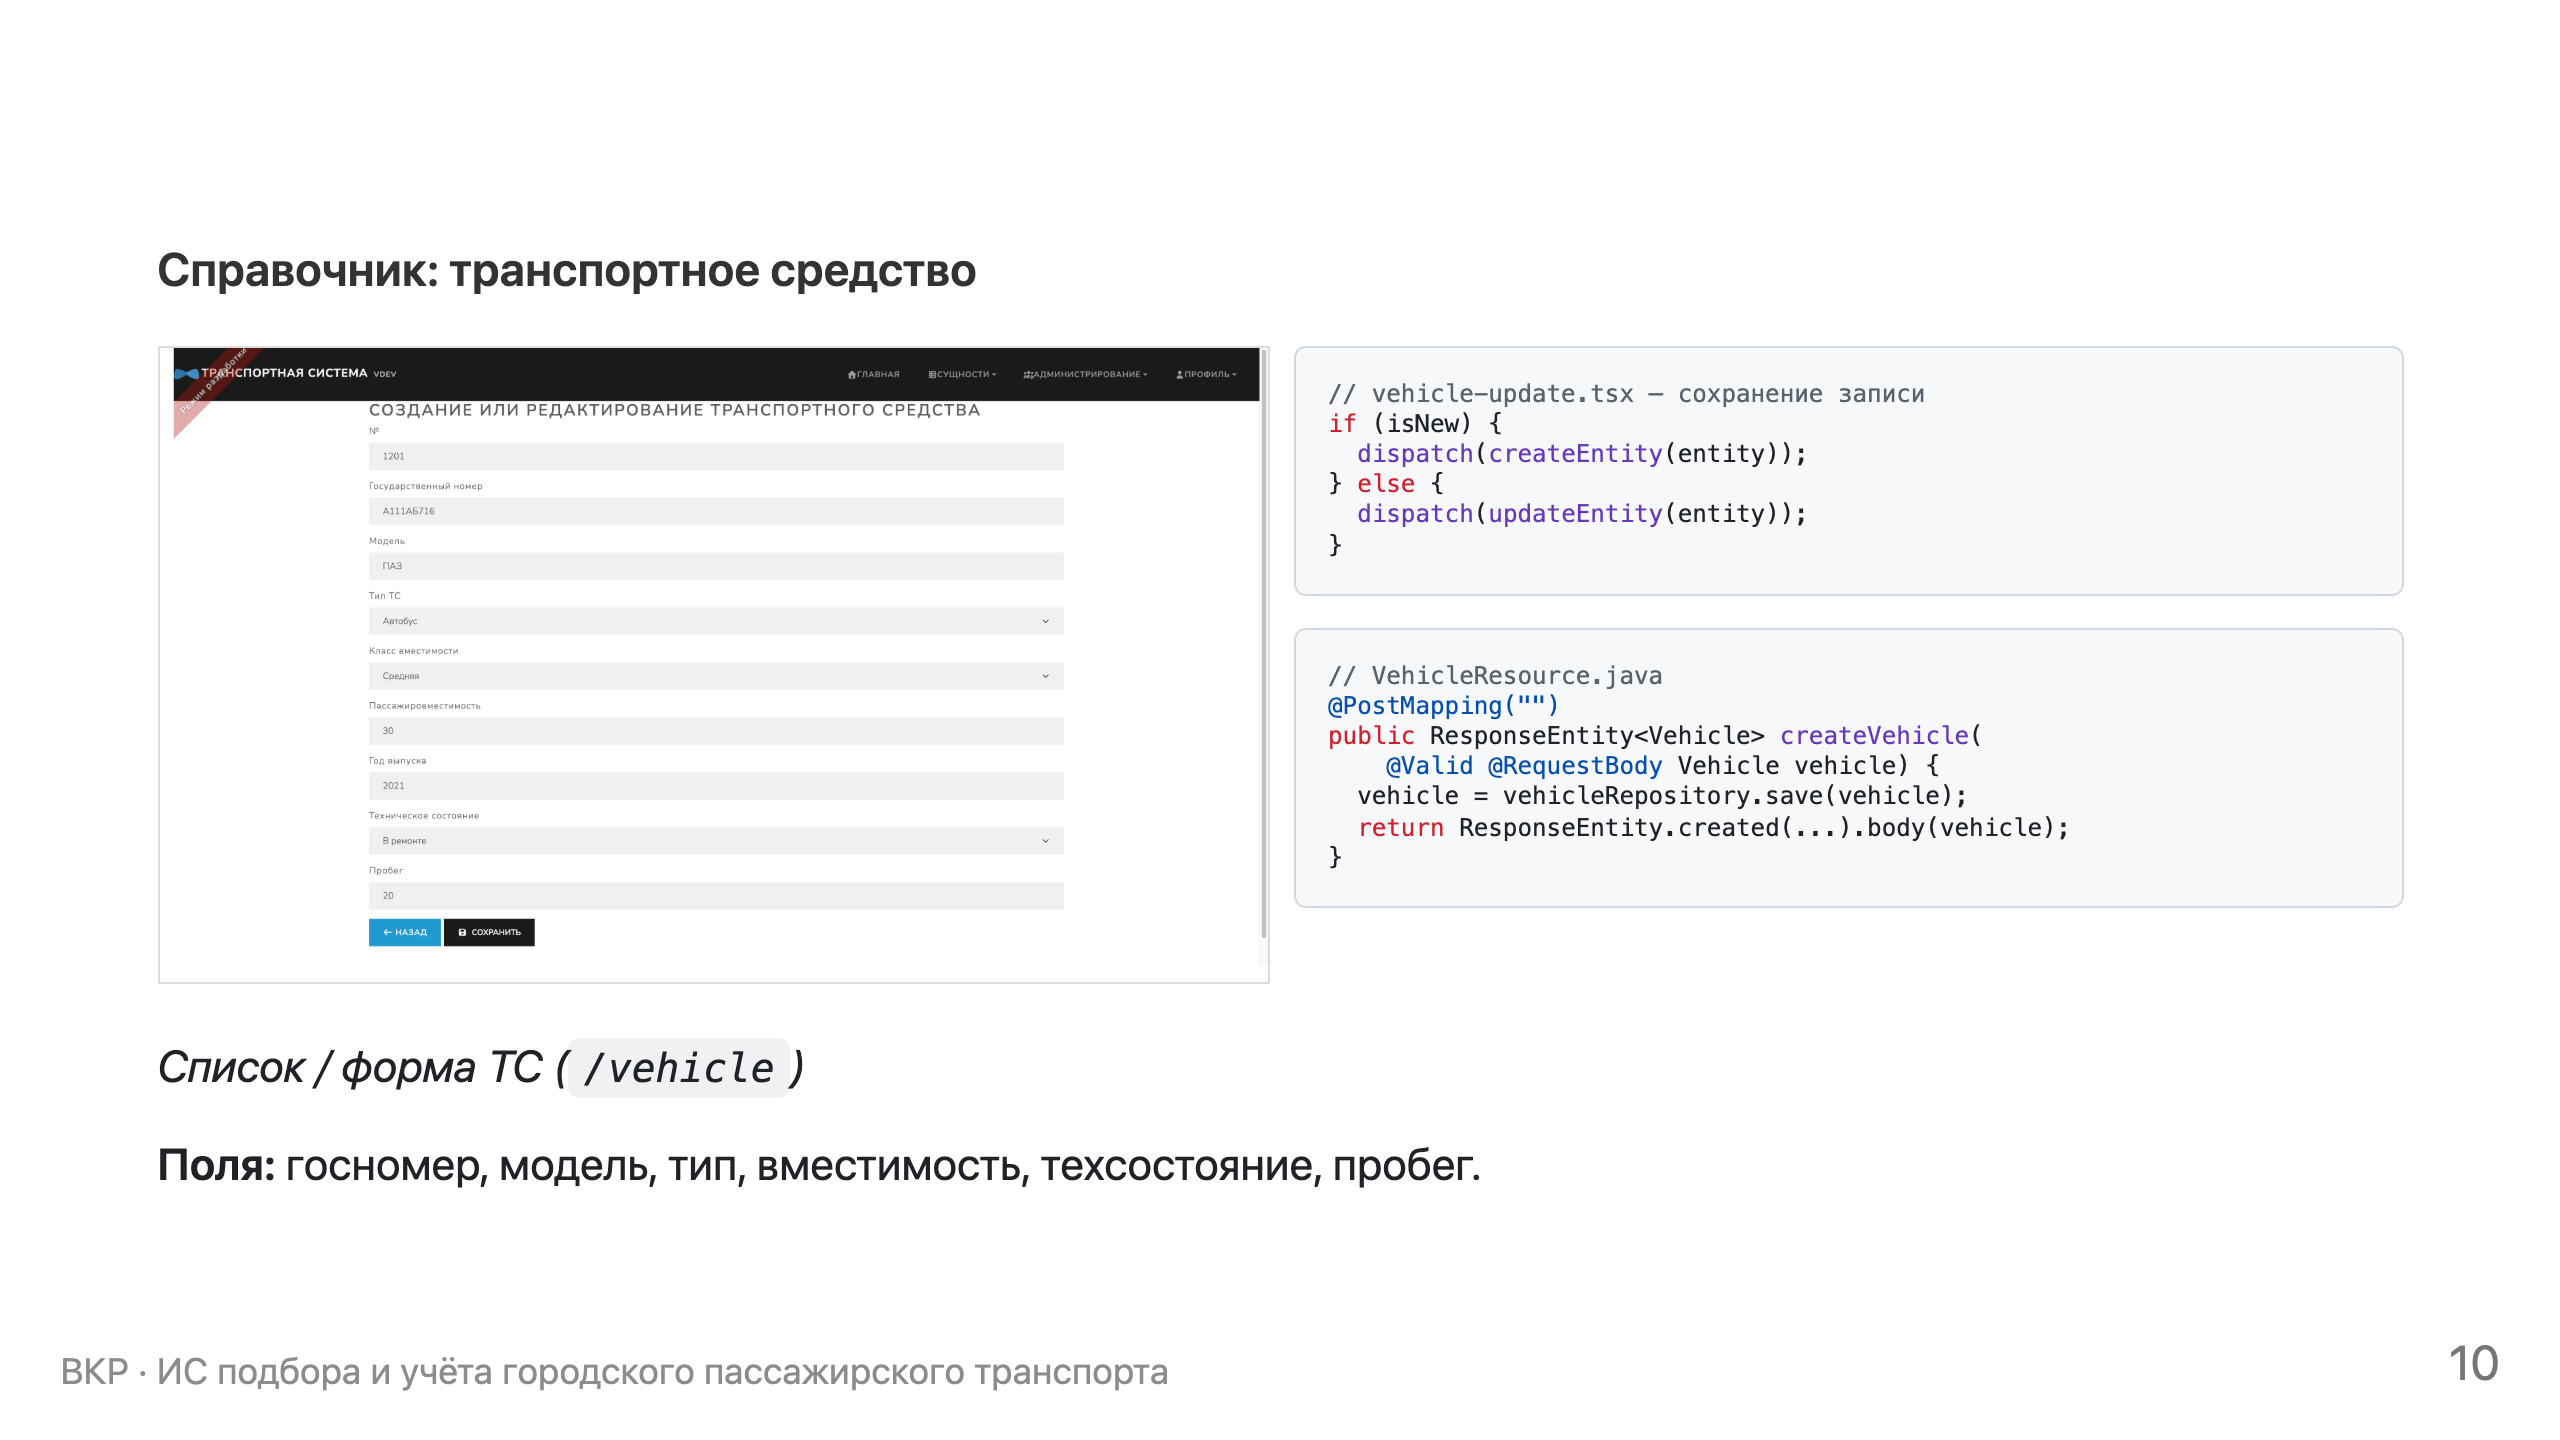 Справочник: транспортное средство
Режим разработки
ТРАНСПОРТНАЯ СИСТЕМА VDEV
ГЛАВНАЯ
СУЩНОСТИ
АДМИНИСТРИРОВАНИЕ
ПРОФИЛЬ
СОЗДАНИЕ ИЛИ РЕДАКТИРОВАНИЕ ТРАНСПОРТНОГО СРЕДСТВА
№
1201
Государственный номер
А111АБ716
Модель
ПАЗ
Тип ТС
Автобус
Класс вместимости
Средняя
Пассажировместимость
30
Год выпуска
2021
Техническое состояние
В ремонте
Пробег
20
← НАЗАД
СОХРАНИТЬ
// vehicle-update.tsx — сохранение записи
if (isNew) {
  dispatch(createEntity(entity));
} else {
  dispatch(updateEntity(entity));
}
// VehicleResource.java
@PostMapping("")
public ResponseEntity<Vehicle> createVehicle(
    @Valid @RequestBody Vehicle vehicle) {
  vehicle = vehicleRepository.save(vehicle);
  return ResponseEntity.created(...).body(vehicle);
}
Список / форма ТС ( /vehicle )
Поля: госномер, модель, тип, вместимость, техсостояние, пробег.
ВКР · ИС подбора и учёта городского пассажирского транспорта
10